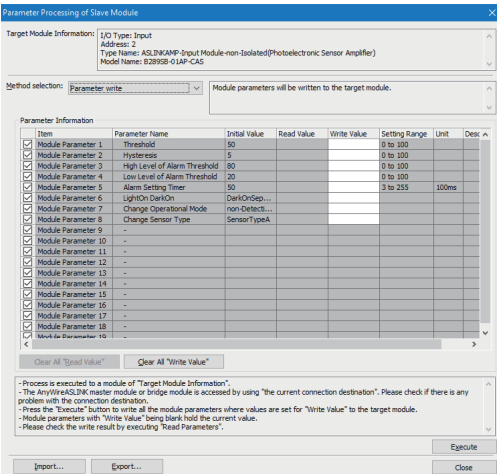 Parameter Processing of Slave Module
Target Module Information:
I/O Type: Input
Address: 2
Type Name: ASLINKAMP-Input Module-non-Isolated(Photoelectronic Sensor Amplifier)
Model Name: B289SB-01AP-CAS
Method selection: Parameter write
Module parameters will be written to the target module.
Parameter Information
Item Parameter Name Initial Value Read Value Write Value Setting Range Unit Desc
Module Parameter 1 Threshold 50 0 to 100
Module Parameter 2 Hysteresis 5 0 to 100
Module Parameter 3 High Level of Alarm Threshold 80 0 to 100
Module Parameter 4 Low Level of Alarm Threshold 20 0 to 100
Module Parameter 5 Alarm Setting Timer 50 3 to 255 100ms
Module Parameter 6 LightOn DarkOn DarkOnSep...
Module Parameter 7 Change Operational Mode non-Detecti...
Module Parameter 8 Change Sensor Type SensorTypeA
Module Parameter 9 -
Module Parameter 10 -
Module Parameter 11 -
Module Parameter 12 -
Module Parameter 13 -
Module Parameter 14 -
Module Parameter 15 -
Module Parameter 16 -
Module Parameter 17 -
Module Parameter 18 -
Module Parameter 19 -
Clear All "Read Value" Clear All "Write Value"
- Process is executed to a module of "Target Module Information".
- The AnyWireASLINK master module or bridge module is accessed by using "the current connection destination". Please check if there is any
problem with the connection destination.
- Press the "Execute" button to write all the module parameters where values are set for "Write Value" to the target module.
- Module parameters with "Write Value" being blank hold the current value.
- Please check the write result by executing "Read Parameters".
Execute
Import... Export... Close